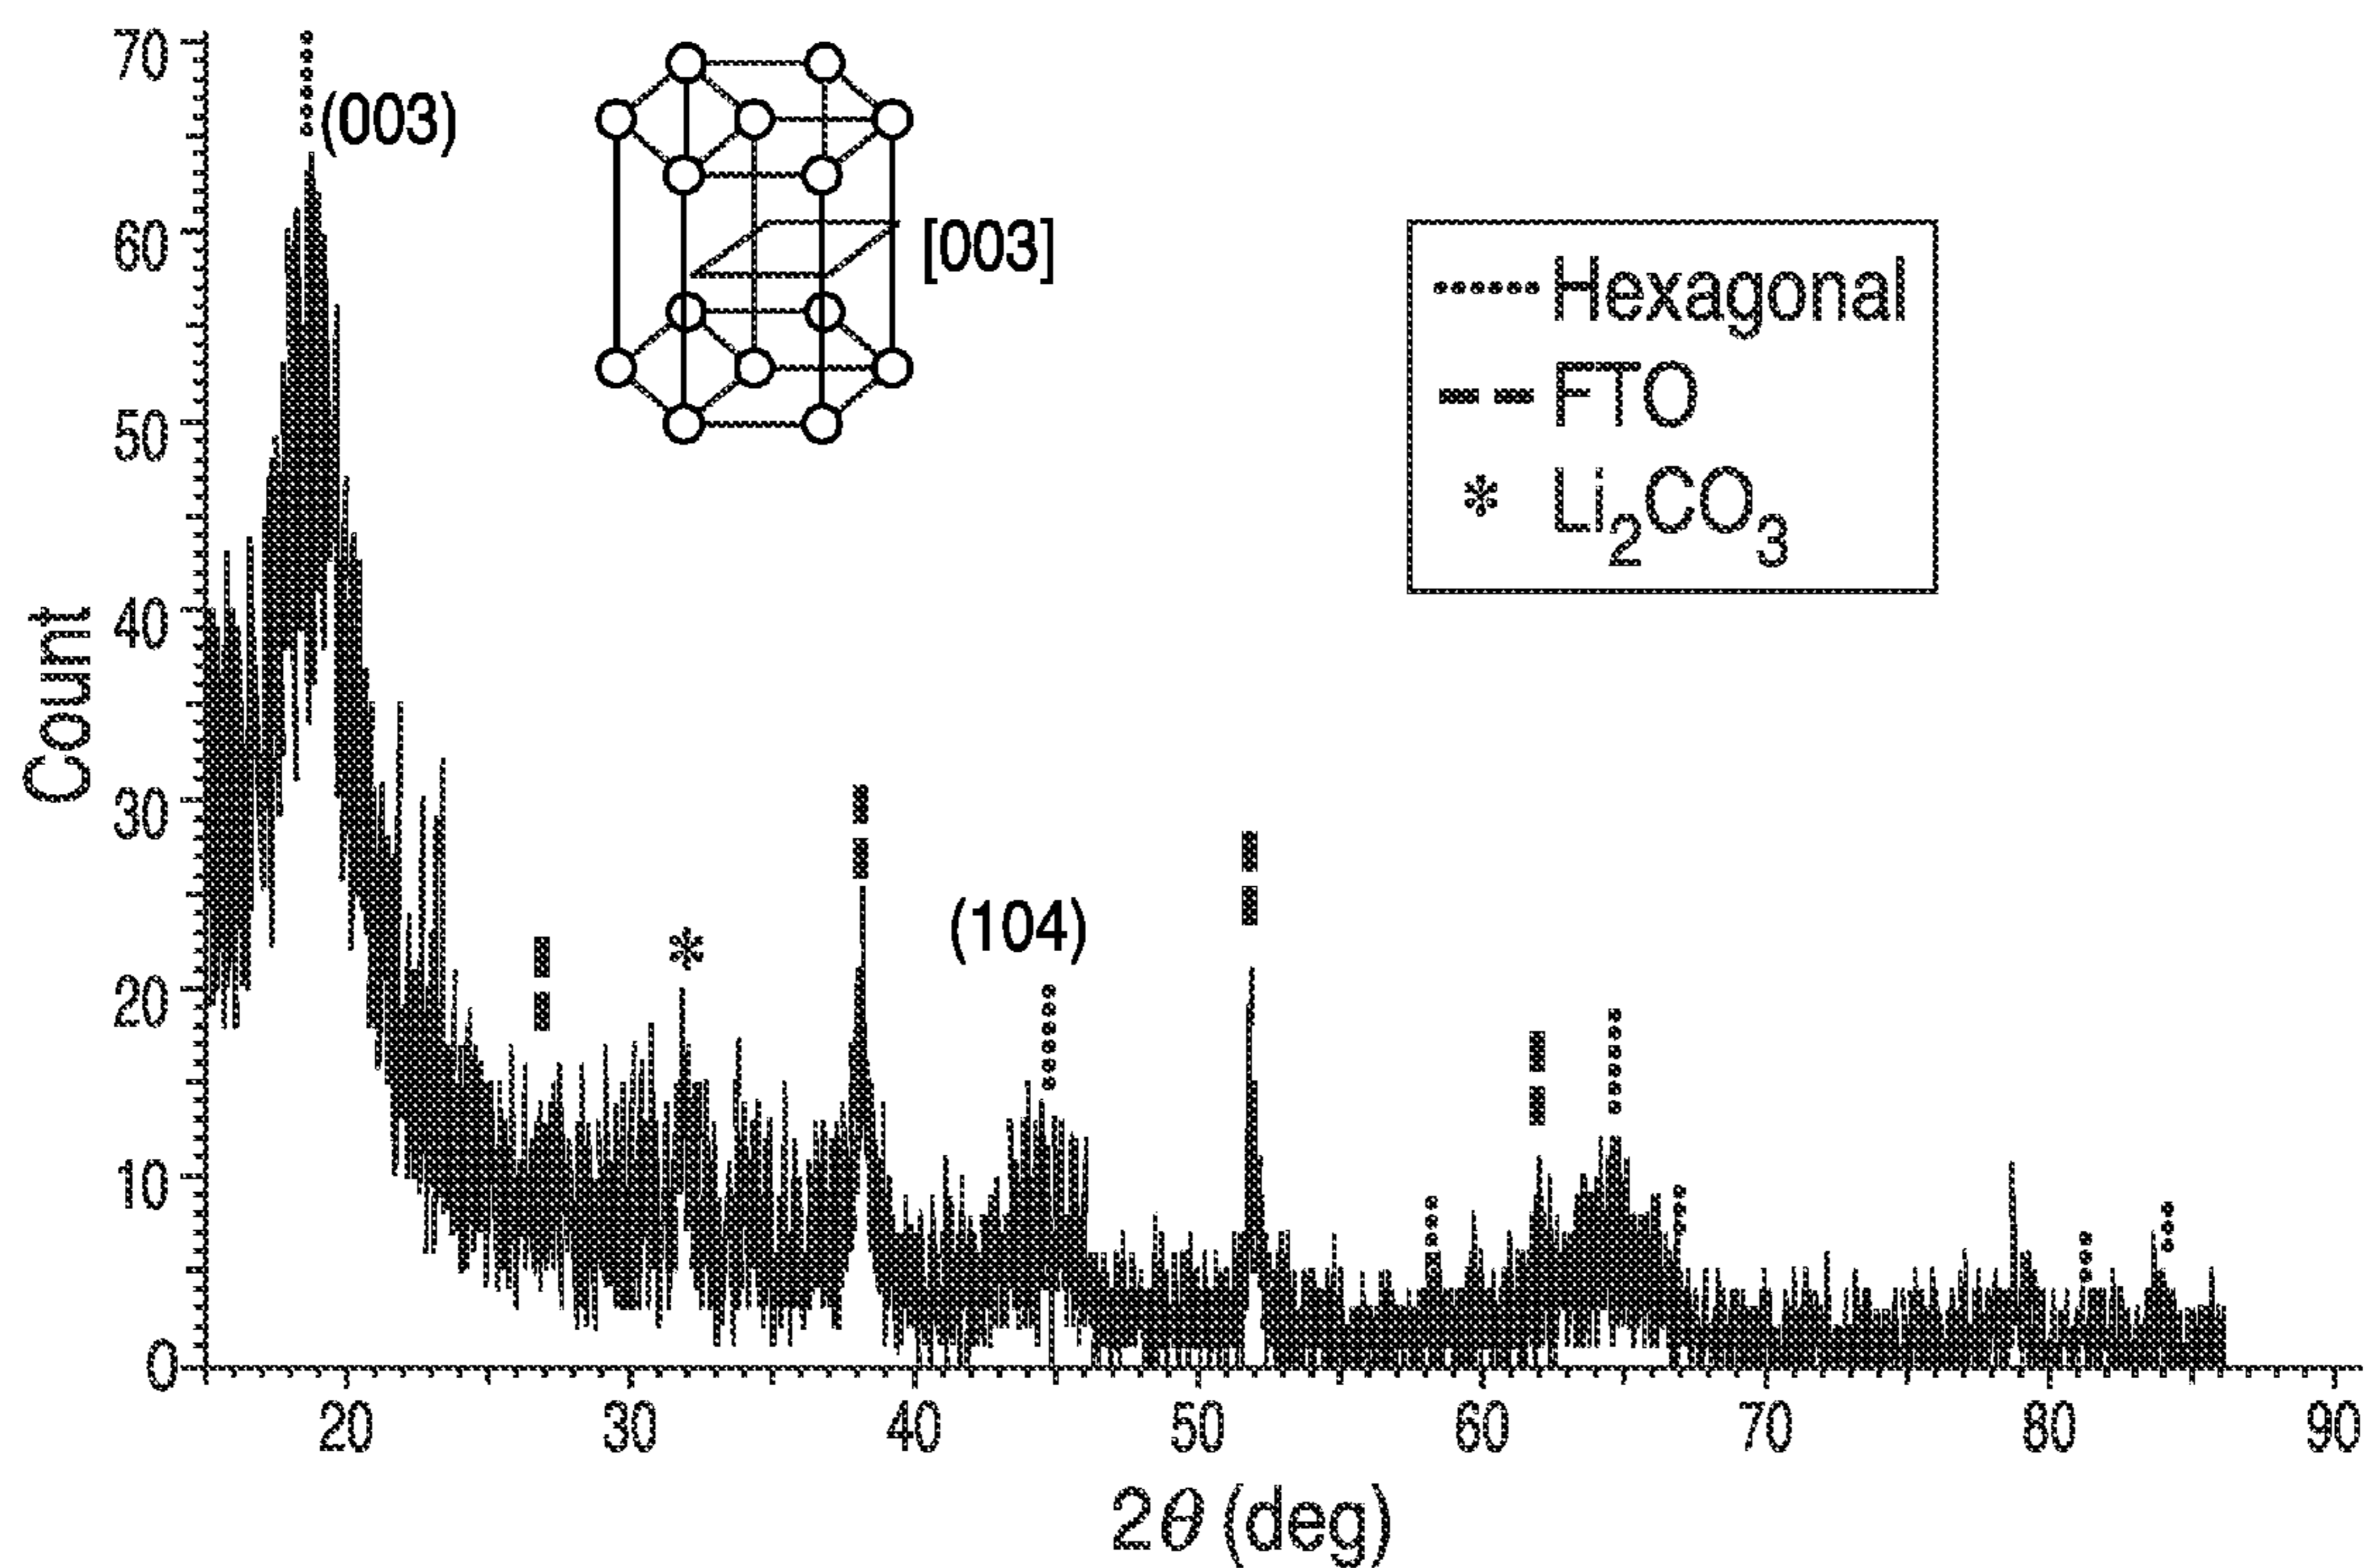 70
60
50
40
30
20
10
0
Count
(003)
[003]
(104)
Hexagonal
FTO
* Li₂CO₃
*
20 30 40 50 60 70 80 90
2θ (deg)